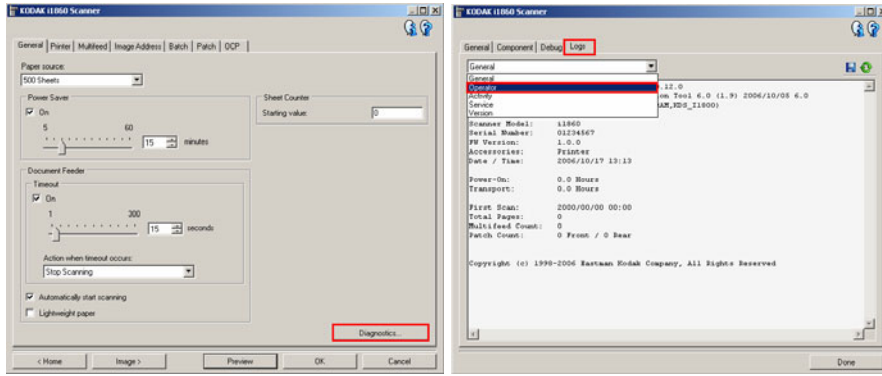 KODAK i1860 Scanner
General | Printer | Multifeed | Image Address | Batch | Patch | OCP |
Paper source:
500 Sheets
Power Saver
On
5 60
15 minutes
Sheet Counter
Starting value: 0
Document Feeder
Timeout
On
1 300
15 seconds
Action when timeout occurs:
Stop Scanning
Automatically start scanning
Lightweight paper
Diagnostics...
< Home Image > Preview OK Cancel
KODAK i1860 Scanner
General | Component | Debug Logs
General
General
Operator
Activity
Service
Version
.12.0
on Tool 6.0 (1.9) 2006/10/05 6.0
Scanner Model: i1860
Serial Number: 01234567
FW Version: 1.0.0
Accessories: Printer
Date / Time: 2006/10/17 13:13
Power-On: 0.0 Hours
Transport: 0.0 Hours
First Scan: 2000/00/00 00:00
Total Pages: 0
Multifeed Count: 0
Patch Count: 0 Front / 0 Rear
Copyright (c) 1998-2006 Eastman Kodak Company, All Rights Reserved
Done